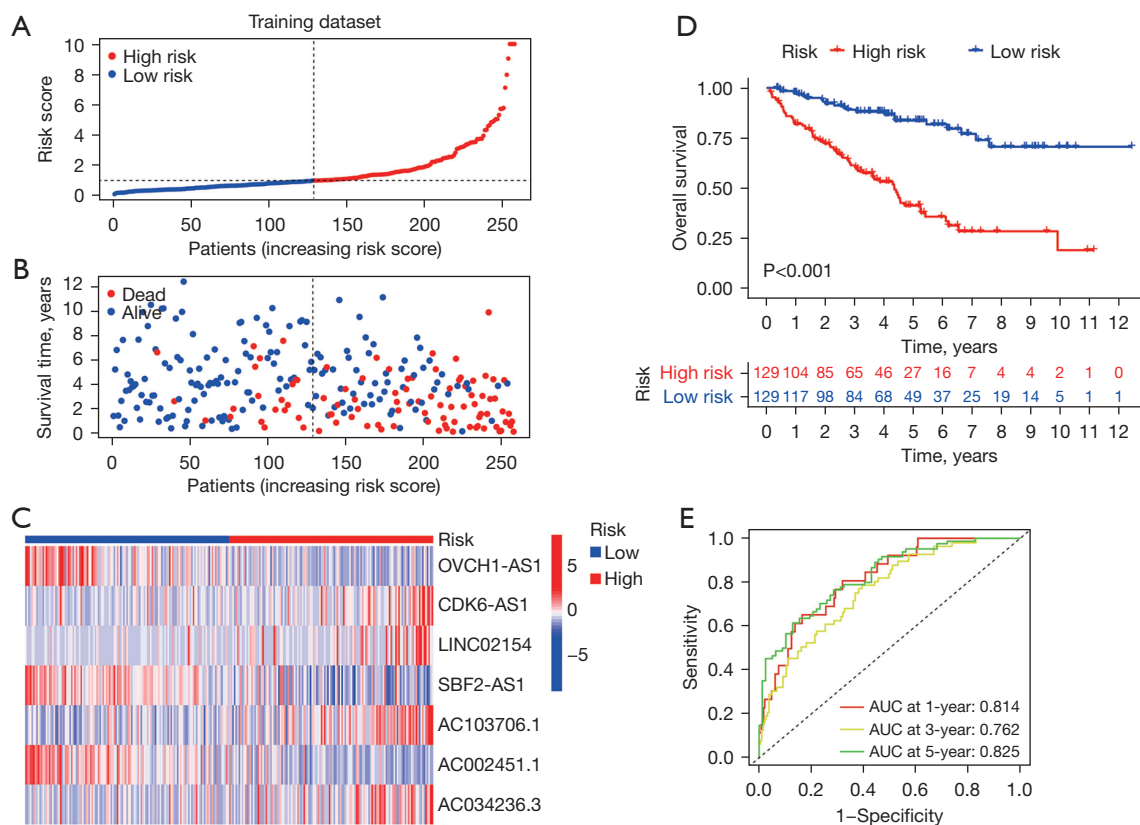 A
Training dataset
High risk
Low risk
Risk score
10
8
6
4
2
0
0 50 100 150 200 250
Patients (increasing risk score)
B
Dead
Alive
Survival time, years
12
10
8
6
4
2
0
0 50 100 150 200 250
Patients (increasing risk score)
C
Risk
OVCH1-AS1
CDK6-AS1
LINC02154
SBF2-AS1
AC103706.1
AC002451.1
AC034236.3
5
0
−5
Risk
Low
High
D
Risk High risk Low risk
Overall survival
1.00
0.75
0.50
0.25
0.00
P<0.001
0 1 2 3 4 5 6 7 8 9 10 11 12
Time, years
Risk
High risk 129 104 85 65 46 27 16 7 4 4 2 1 0
Low risk 129 117 98 84 68 49 37 25 19 14 5 1 1
0 1 2 3 4 5 6 7 8 9 10 11 12
Time, years
E
Sensitivity
1.0
0.8
0.6
0.4
0.2
0.0
AUC at 1-year: 0.814
AUC at 3-year: 0.762
AUC at 5-year: 0.825
0.0 0.2 0.4 0.6 0.8 1.0
1−Specificity